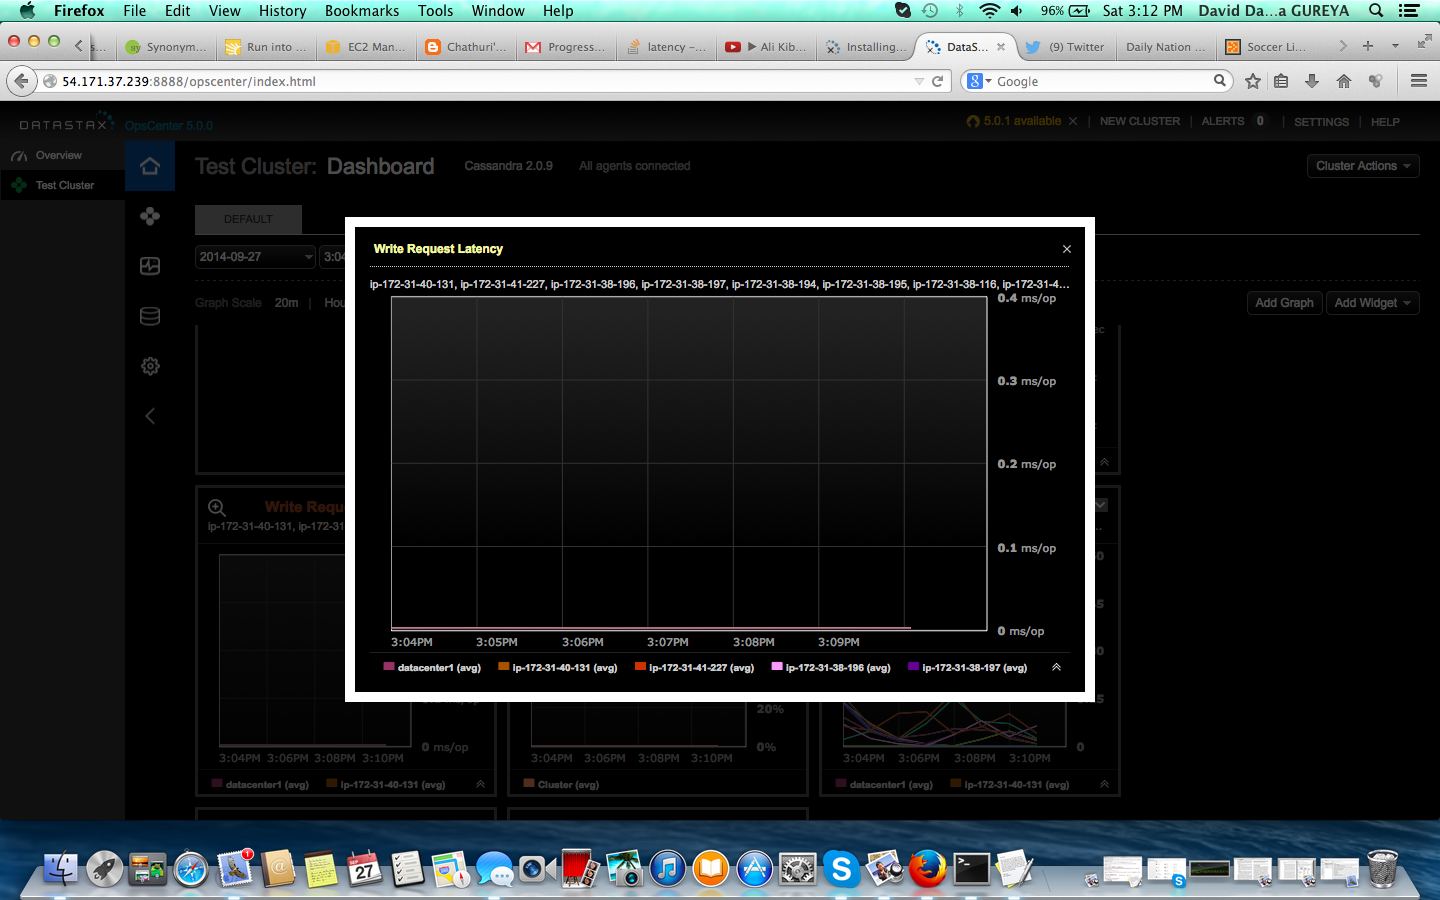 Firefox File Edit View History Bookmarks Tools Window Help 96% Sat 3:12 PM David Da...a GUREYA
s... Synonym... Run into ... EC2 Man... Chathuri'... Progress... latency –... ▶ Ali Kib... Installing... DataS... (9) Twitter Daily Nation ... Soccer Li...
54.171.37.239:8888/opscenter/index.html Google
DATASTAX OpsCenter 5.0.0 5.0.1 available NEW CLUSTER ALERTS 0 SETTINGS HELP
Overview
Test Cluster
Test Cluster: Dashboard Cassandra 2.0.9 All agents connected Cluster Actions
DEFAULT
2014-09-27 3:04
Graph Scale 20m Hou Add Graph Add Widget
Write Request Latency
ip-172-31-40-131, ip-172-31-41-227, ip-172-31-38-196, ip-172-31-38-197, ip-172-31-38-194, ip-172-31-38-195, ip-172-31-38-116, ip-172-31-4...
0.4 ms/op
0.3 ms/op
0.2 ms/op
0.1 ms/op
0 ms/op
3:04PM 3:05PM 3:06PM 3:07PM 3:08PM 3:09PM
datacenter1 (avg) ip-172-31-40-131 (avg) ip-172-31-41-227 (avg) ip-172-31-38-196 (avg) ip-172-31-38-197 (avg)
Write Requ
ip-172-31-40-131, ip-172-31
0 ms/op
3:04PM 3:06PM 3:08PM 3:10PM
datacenter1 (avg) ip-172-31-40-131 (avg)
20%
0%
3:04PM 3:06PM 3:08PM 3:10PM
Cluster (avg)
0
3:04PM 3:06PM 3:08PM 3:10PM
datacenter1 (avg) ip-172-31-40-131 (avg)
SEP
27
1